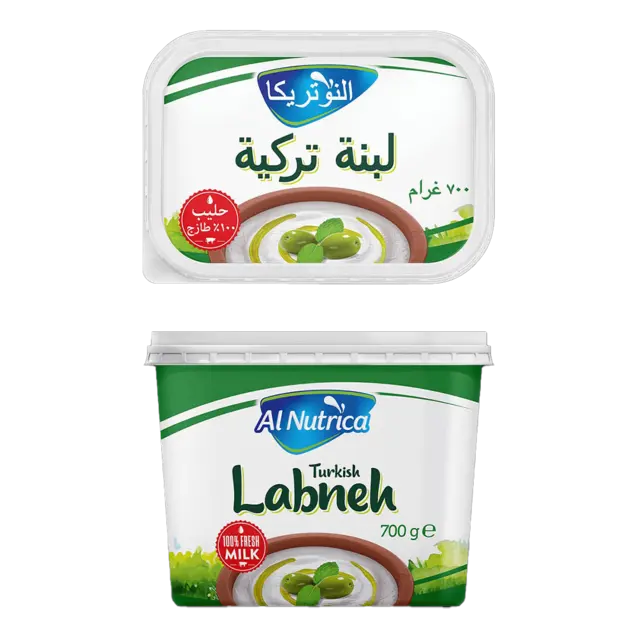 النوتريكا
لبنة تركية
٧٠٠ غرام
حليب
١٠٠٪ طازج
Al Nutrica
Turkish
Labneh
700 g e
100% FRESH
MILK